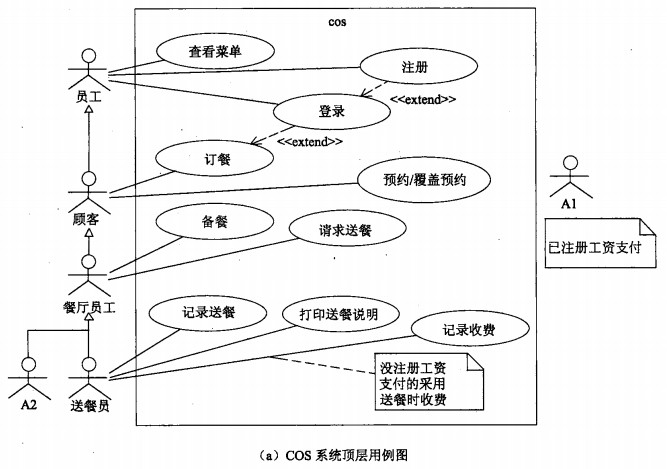 cos
查看菜单
员工
注册
登录
<<extend>>
<<extend>>
订餐
预约/覆盖预约
顾客
A1
备餐
请求送餐
已注册工资支付
餐厅员工
记录送餐
打印送餐说明
记录收费
没注册工资
支付的采用
送餐时收费
A2
送餐员
（a）COS 系统顶层用例图